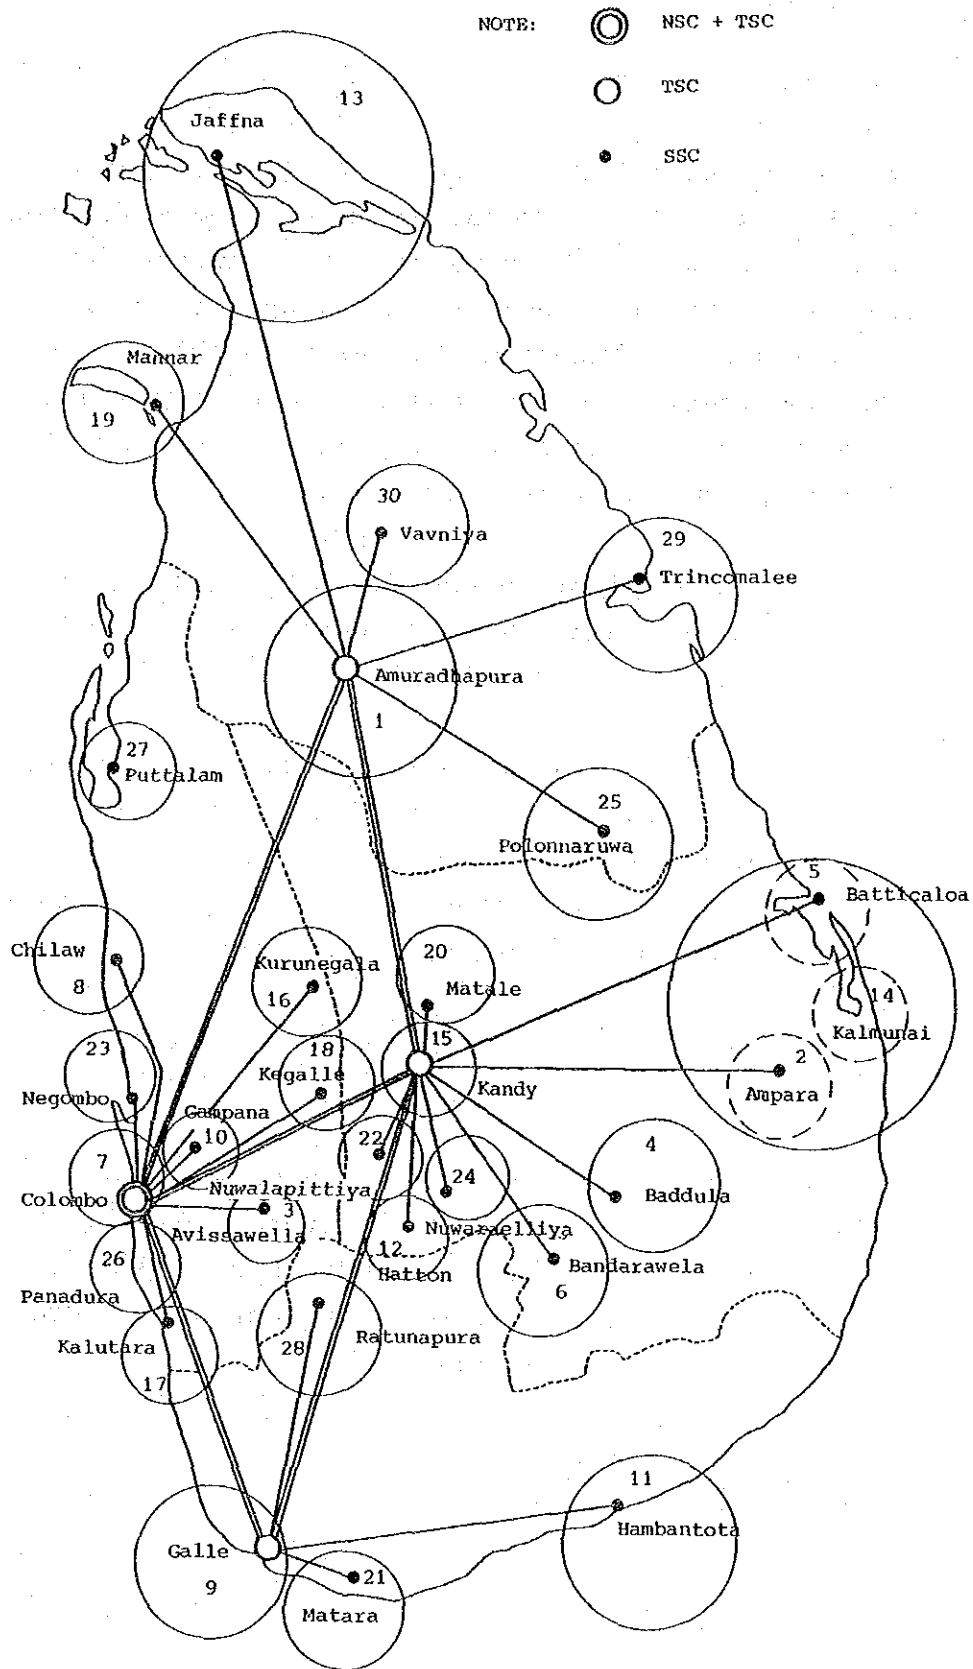 NOTE: NSC + TSC
TSC
SSC
13
Jaffna
Mannar
19
30
Vavniya
29
Trincomalee
Amuradhapura
1
27
Puttalam
25
Polonnaruwa
5
Batticaloa
Chilaw
8
Kurunegala
16
20
Matale
14
Kalmunai
2
Ampara
15
Kandy
23
Negombo
18
Kegalle
Gampana
10
7
Colombo
22
Nuwalapittiya
24
4
Baddula
3
Avissawella
Nuwaraelliya
12
Hatton
26
Panadura
Bandarawela
6
Kalutara
17
28
Ratunapura
11
Hambantota
Galle
9
21
Matara